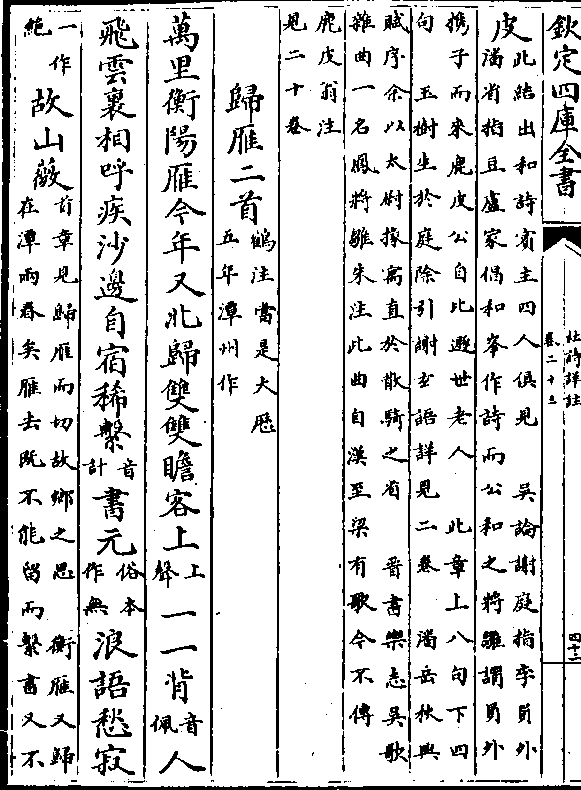 欽定四庫全書
杜詩詳註
卷二十三
四十三
皮
此結出和詩賓主四人俱見　吳論謝庭指李員外
滿省指豆盧家倡和峯作詩而公和之將雛謂員外
携子而來鹿皮公自比遯世老人　此章上八句下四
句　玉樹生於庭除引謝玄語詳見二卷　潘岳秋興
賦序余以太尉掾寓直於散騎之省　晉書樂志吳歌
雜曲一名鳳將雛朱注此曲自漢至梁有歌今不傳
鹿皮翁注
見二十卷
歸雁二首鶴注當是大歷五年潭州作
萬里衡陽雁今年又北歸雙雙瞻客上上聲一一背音佩人
飛雲裏相呼疾沙邊自宿稀繫音計書元俗本作無浪語愁寂
一作絶故山薇首章見歸雁而切故鄉之思　衡雁又歸
在潭兩春矣雁去既不能留而繫書又不